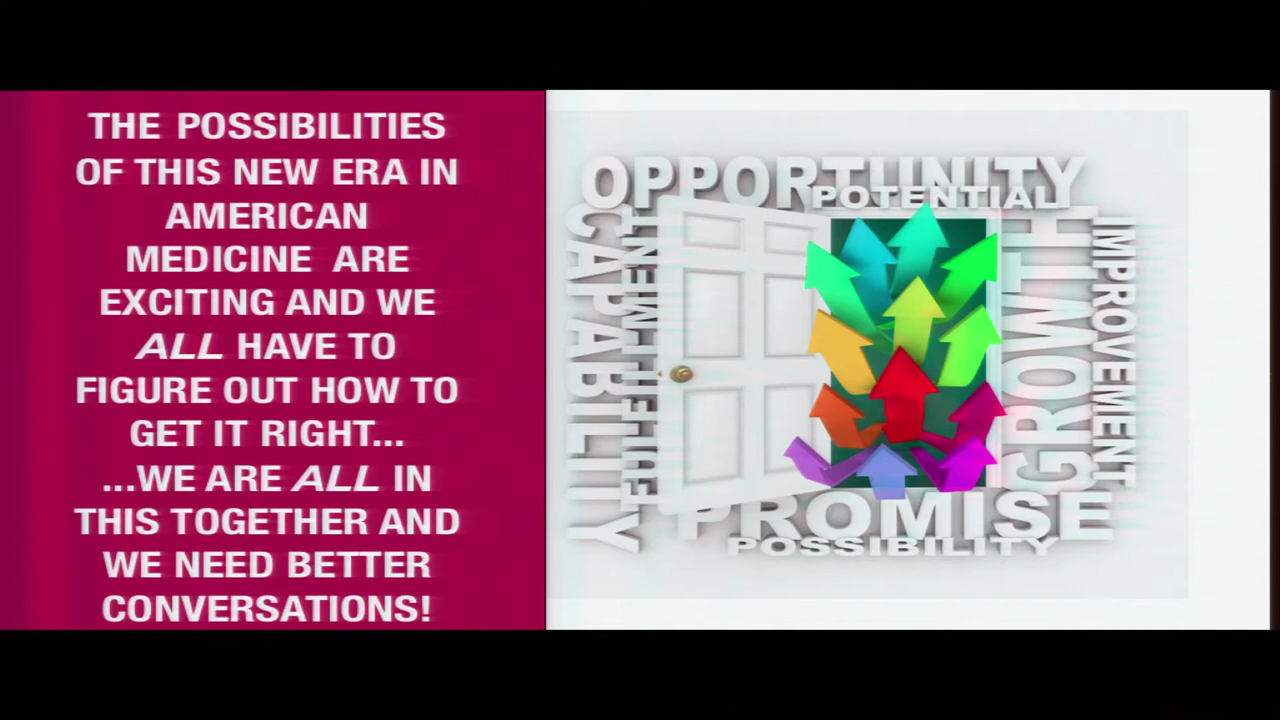 THE POSSIBILITIES
OF THIS NEW ERA IN
AMERICAN
MEDICINE ARE
EXCITING AND WE
ALL HAVE TO
FIGURE OUT HOW TO
GET IT RIGHT...
...WE ARE ALL IN
THIS TOGETHER AND
WE NEED BETTER
CONVERSATIONS!
OPPORTUNITY
POTENTIAL
CAPABILITY
GROWTH
IMPROVEMENT
PROMISE
POSSIBILITY